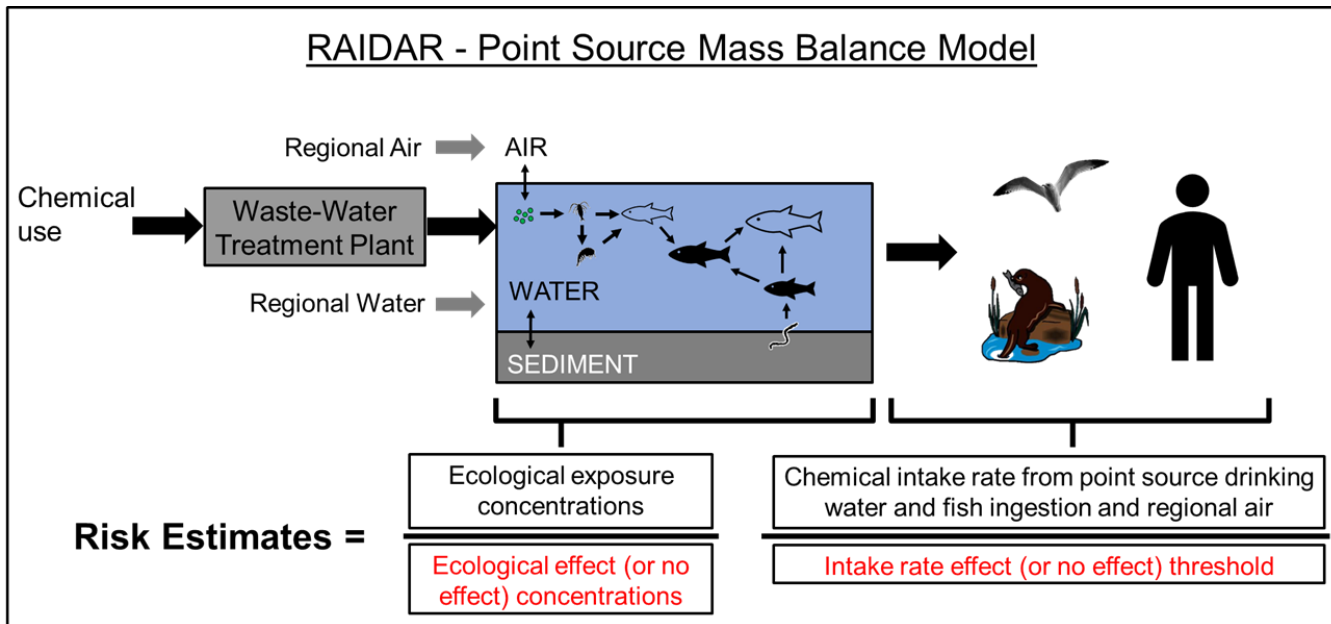 RAIDAR - Point Source Mass Balance Model
Regional Air
AIR
Chemical
use
Waste-Water
Treatment Plant
WATER
Regional Water
SEDIMENT
Ecological exposure
concentrations
Chemical intake rate from point source drinking
water and fish ingestion and regional air
Risk Estimates =
Ecological effect (or no
effect) concentrations
Intake rate effect (or no effect) threshold